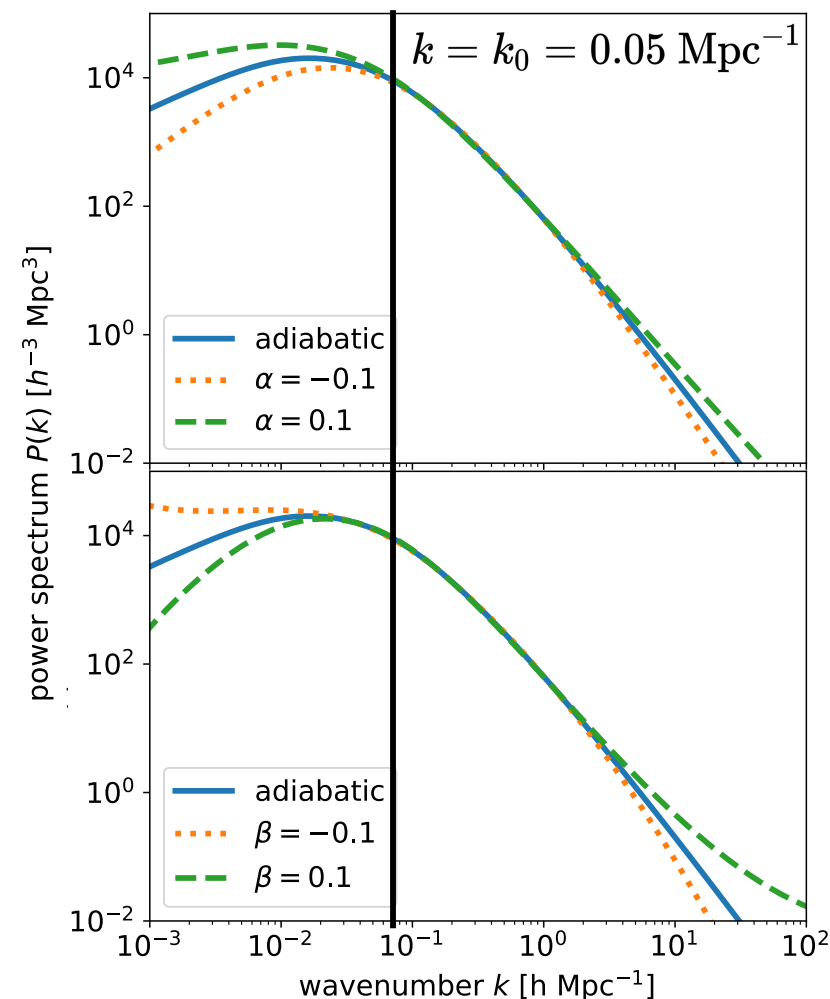 k = k₀ = 0.05 Mpc⁻¹
10⁴
10²
10⁰
10⁻²
adiabatic
α = −0.1
α = 0.1
power spectrum P(k) [h⁻³ Mpc³]
10⁴
10²
10⁰
10⁻²
adiabatic
β = −0.1
β = 0.1
10⁻³ 10⁻² 10⁻¹ 10⁰ 10¹ 10²
wavenumber k [h Mpc⁻¹]